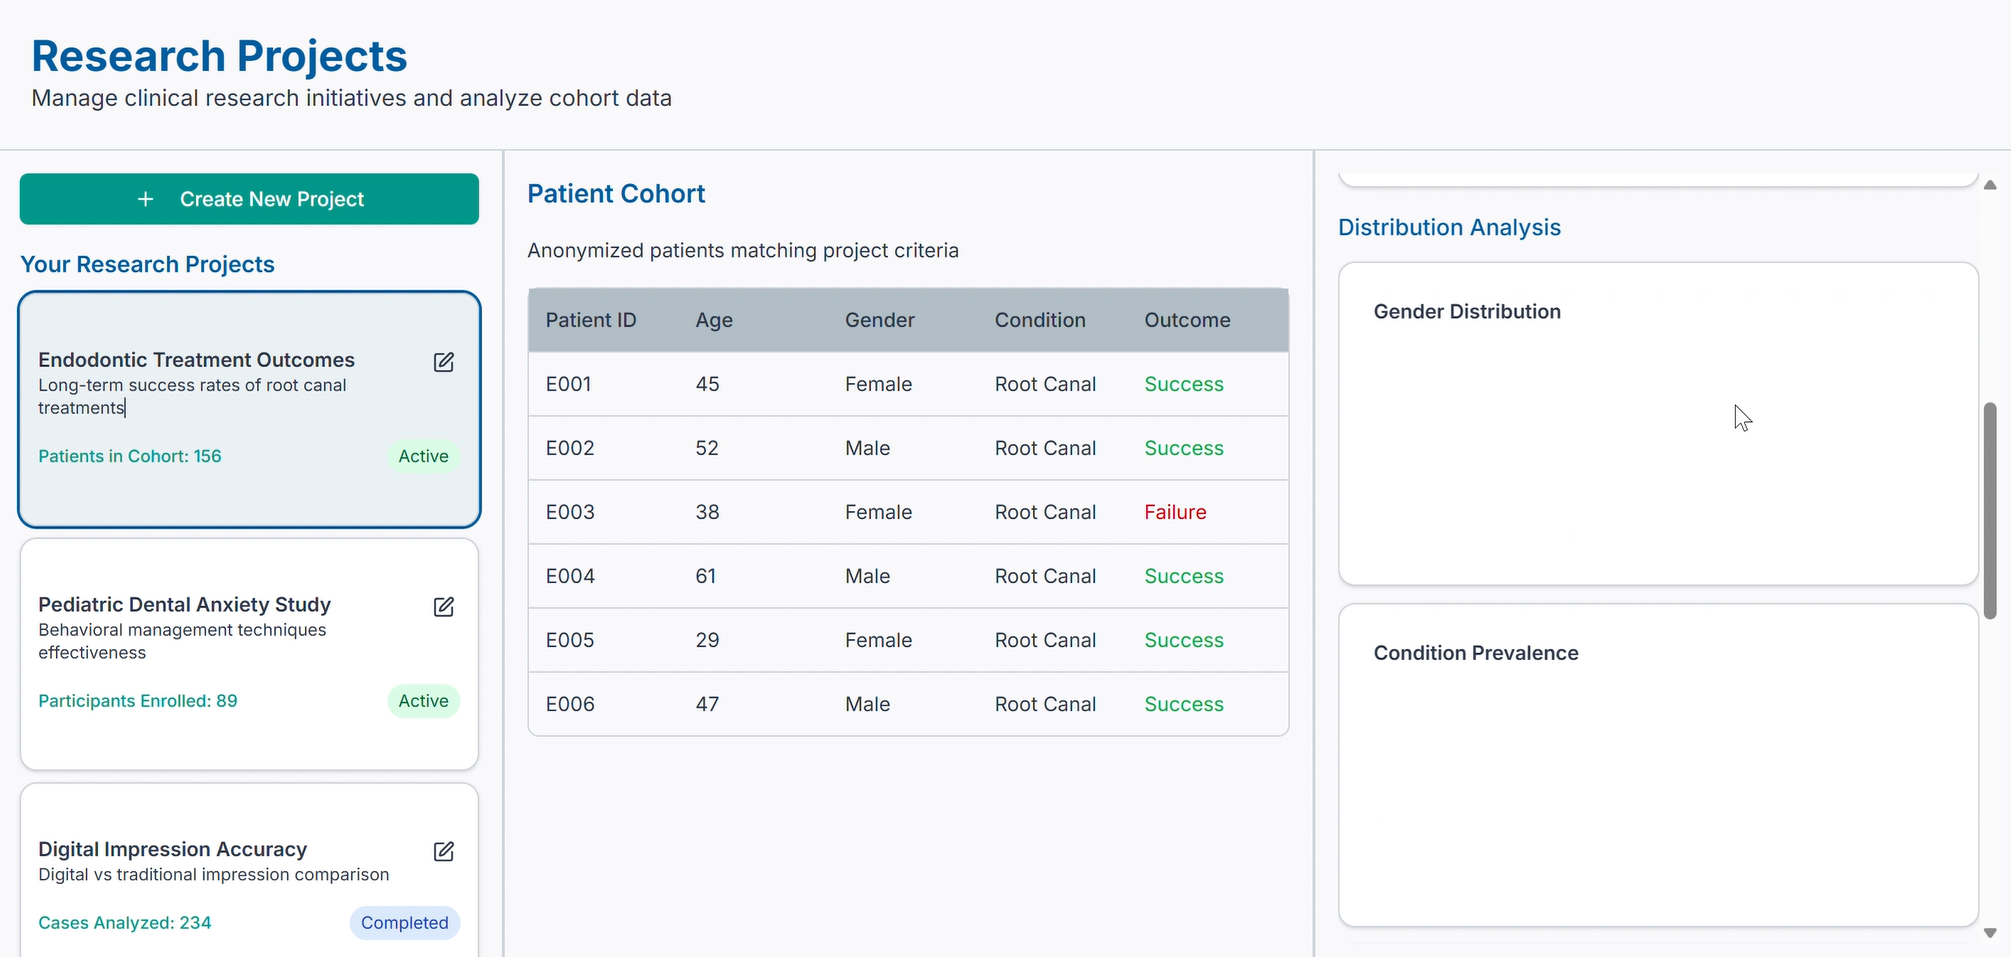 Research Projects
Manage clinical research initiatives and analyze cohort data
+ Create New Project
Your Research Projects
Endodontic Treatment Outcomes
Long-term success rates of root canal
treatments
Patients in Cohort: 156
Active
Pediatric Dental Anxiety Study
Behavioral management techniques
effectiveness
Participants Enrolled: 89
Active
Digital Impression Accuracy
Digital vs traditional impression comparison
Cases Analyzed: 234
Completed
Patient Cohort
Anonymized patients matching project criteria
Patient ID Age Gender Condition Outcome
E001 45 Female Root Canal Success
E002 52 Male Root Canal Success
E003 38 Female Root Canal Failure
E004 61 Male Root Canal Success
E005 29 Female Root Canal Success
E006 47 Male Root Canal Success
Distribution Analysis
Gender Distribution
Condition Prevalence